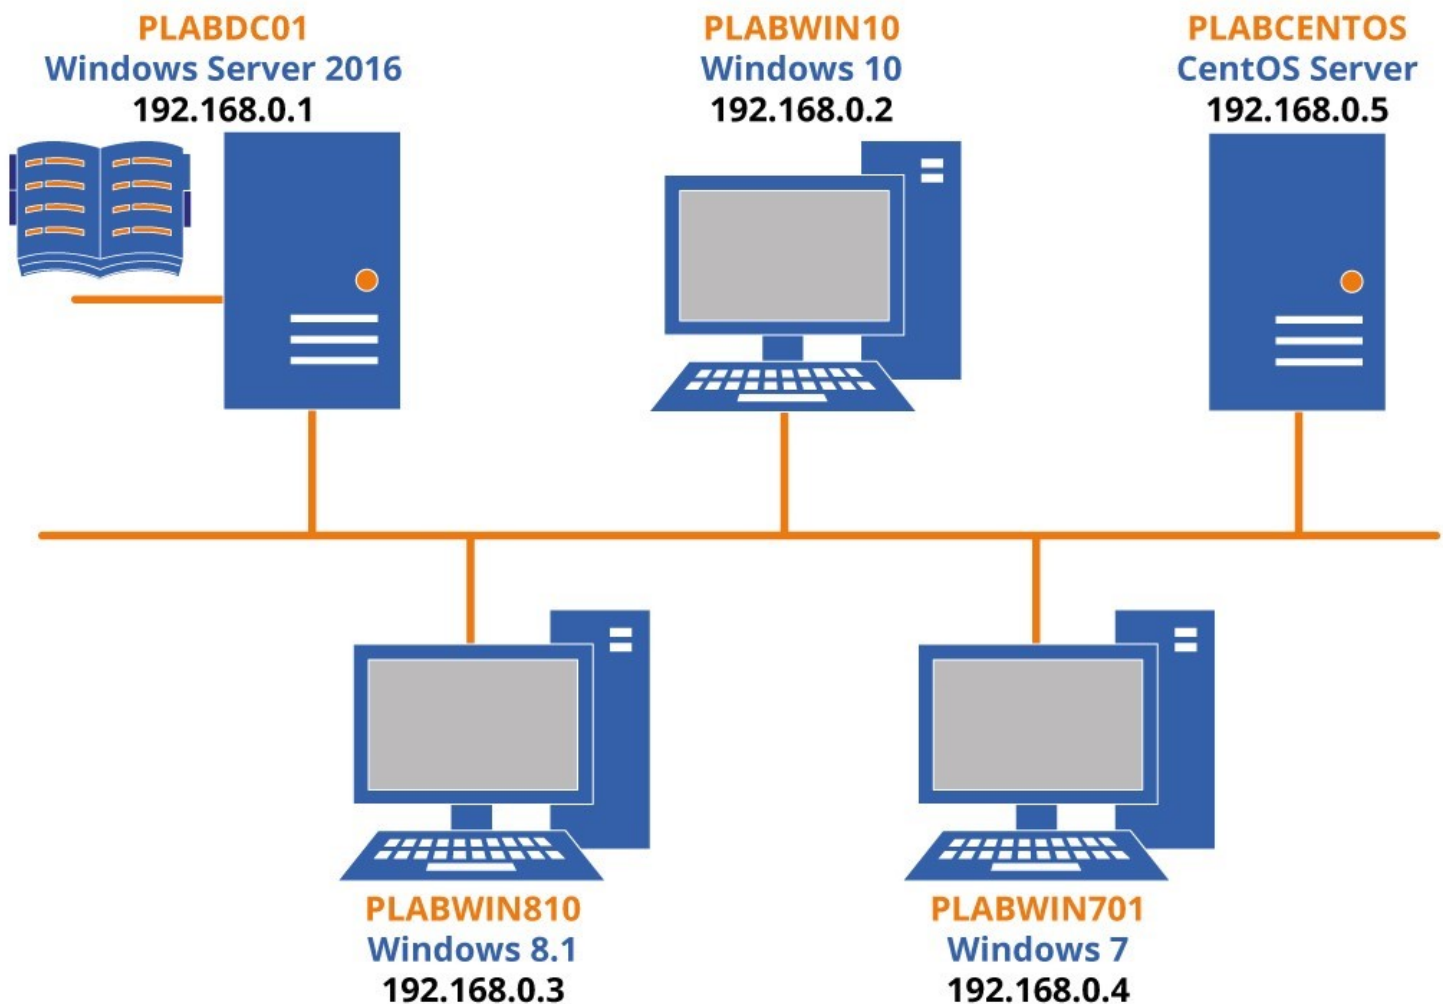 PLABDC01
Windows Server 2016
192.168.0.1
PLABWIN10
Windows 10
192.168.0.2
PLABCENTOS
CentOS Server
192.168.0.5
PLABWIN810
Windows 8.1
192.168.0.3
PLABWIN701
Windows 7
192.168.0.4